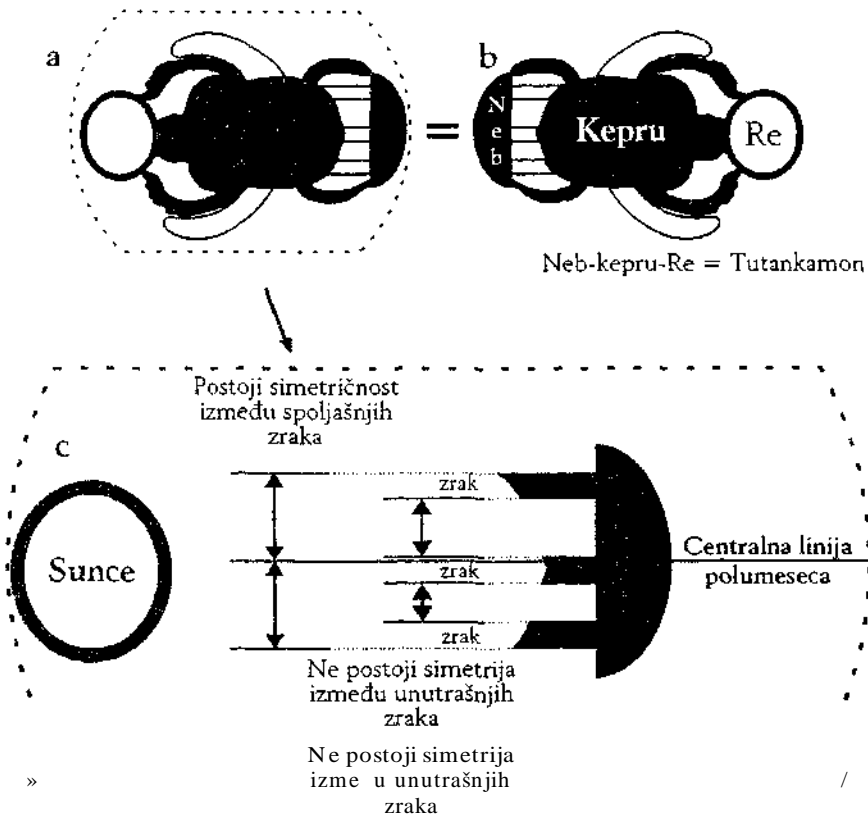 a
b
N
e
b
Kepru
Re
=
Neb-kepru-Re = Tutankamon
Postoji simetričnost
između spoljašnjih
zraka
c
Sunce
zrak
zrak
zrak
Centralna linija
polumeseca
Ne postoji simetrija
između unutrašnjih
zraka
Ne postoji simetrija
izme u unutrašnjih
zraka
»
/